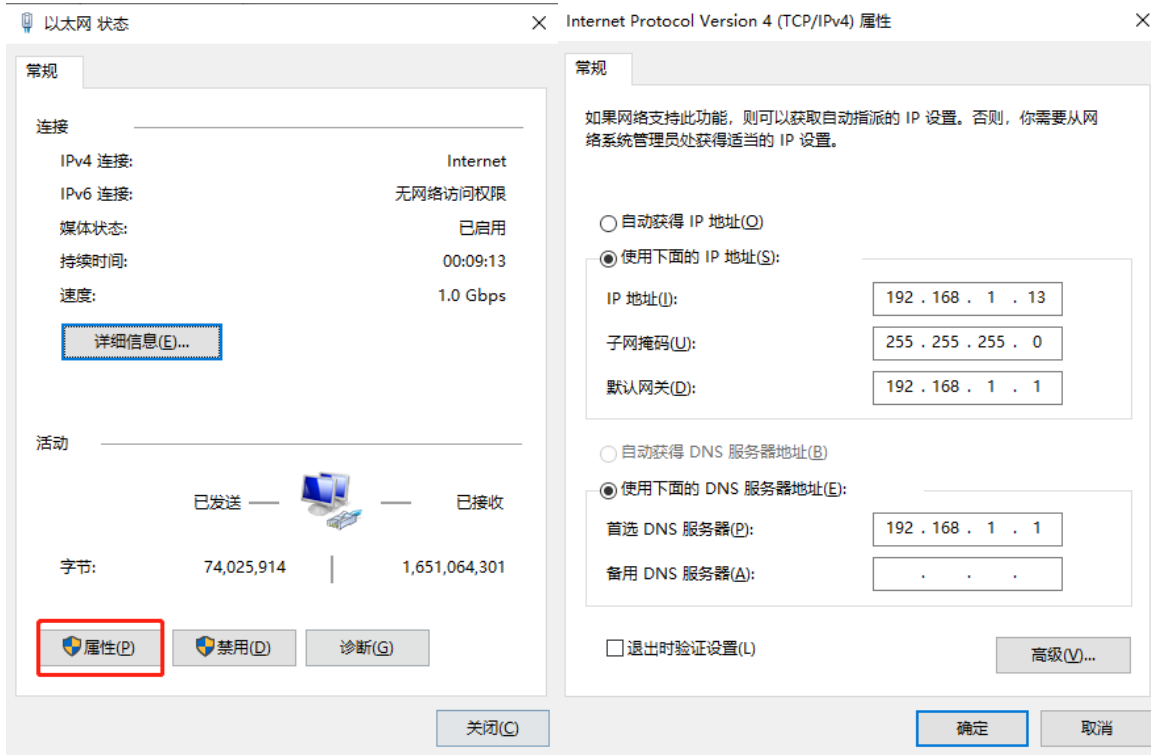 以太网 状态
常规
连接
IPv4 连接: Internet
IPv6 连接: 无网络访问权限
媒体状态: 已启用
持续时间: 00:09:13
速度: 1.0 Gbps
详细信息(E)...
活动
已发送 已接收
字节: 74,025,914 1,651,064,301
属性(P) 禁用(D) 诊断(G)
关闭(C)
Internet Protocol Version 4 (TCP/IPv4) 属性
常规
如果网络支持此功能，则可以获取自动指派的 IP 设置。否则，你需要从网
络系统管理员处获得适当的 IP 设置。
自动获得 IP 地址(O)
使用下面的 IP 地址(S):
IP 地址(I): 192 . 168 . 1 . 13
子网掩码(U): 255 . 255 . 255 . 0
默认网关(D): 192 . 168 . 1 . 1
自动获得 DNS 服务器地址(B)
使用下面的 DNS 服务器地址(E):
首选 DNS 服务器(P): 192 . 168 . 1 . 1
备用 DNS 服务器(A): . . .
退出时验证设置(L)
高级(V)...
确定 取消